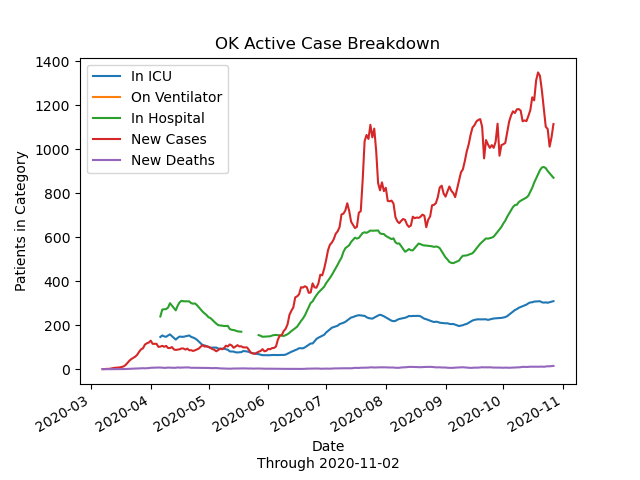 OK Active Case Breakdown
In ICU
On Ventilator
In Hospital
New Cases
New Deaths
Patients in Category
1400
1200
1000
800
600
400
200
0
2020-03
2020-04
2020-05
2020-06
2020-07
2020-08
2020-09
2020-10
2020-11
Date
Through 2020-11-02